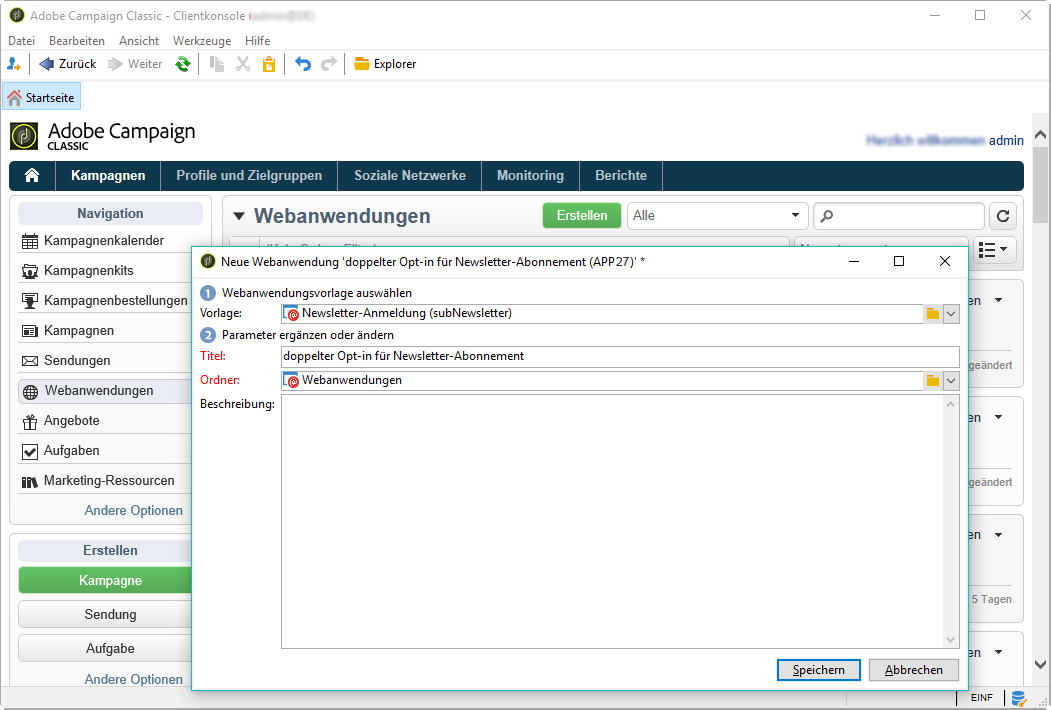 Adobe Campaign Classic - Clientkonsole
Datei Bearbeiten Ansicht Werkzeuge Hilfe
Zurück Weiter Explorer
Startseite
Adobe Campaign
CLASSIC
admin
Kampagnen Profile und Zielgruppen Soziale Netzwerke Monitoring Berichte
Navigation
Kampagnenkalender
Kampagnenkits
Kampagnenbestellungen
Kampagnen
Sendungen
Webanwendungen
Angebote
Aufgaben
Marketing-Ressourcen
Andere Optionen
Erstellen
Kampagne
Sendung
Aufgabe
Andere Optionen
Webanwendungen Erstellen Alle
en
geändert
en
geändert
en
5 Tagen
en
Neue Webanwendung 'doppelter Opt-in für Newsletter-Abonnement (APP27)' *
1 Webanwendungsvorlage auswählen
Vorlage: Newsletter-Anmeldung (subNewsletter)
2 Parameter ergänzen oder ändern
Titel: doppelter Opt-in für Newsletter-Abonnement
Ordner: Webanwendungen
Beschreibung:
Speichern Abbrechen
EINF